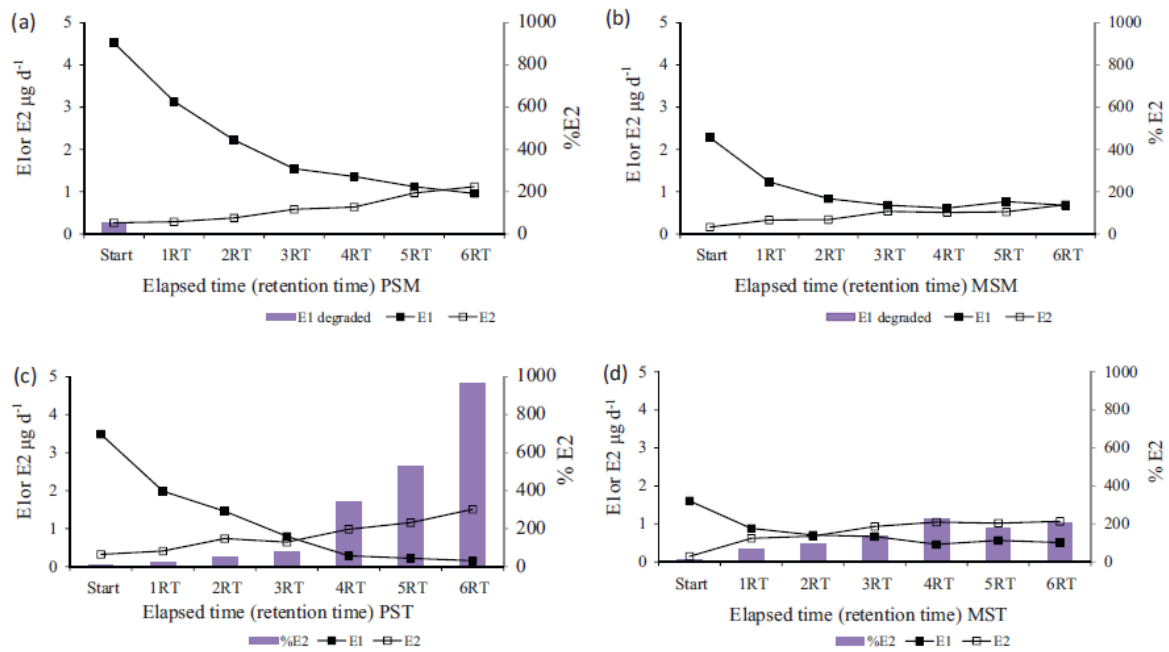 (a)
5
4
3
2
1
0
E1or E2 µg d-1
1000
800
600
400
200
0
%E2
Start 1RT 2RT 3RT 4RT 5RT 6RT
Elapsed time (retention time) PSM
E1 degraded E1 E2
(b)
5
4
3
2
1
0
E1or E2 µg d-1
1000
800
600
400
200
0
% E2
Start 1RT 2RT 3RT 4RT 5RT 6RT
Elapsed time (retention time) MSM
E1 degraded E1 E2
(c)
5
4
3
2
1
0
E1or E2 µg d-1
1000
800
600
400
200
0
% E2
Start 1RT 2RT 3RT 4RT 5RT 6RT
Elapsed time (retention time) PST
%E2 E1 E2
(d)
5
4
3
2
1
0
E1or E2 µg d-1
1000
800
600
400
200
0
% E2
Start 1RT 2RT 3RT 4RT 5RT 6RT
Elapsed time (retention time) MST
%E2 E1 E2